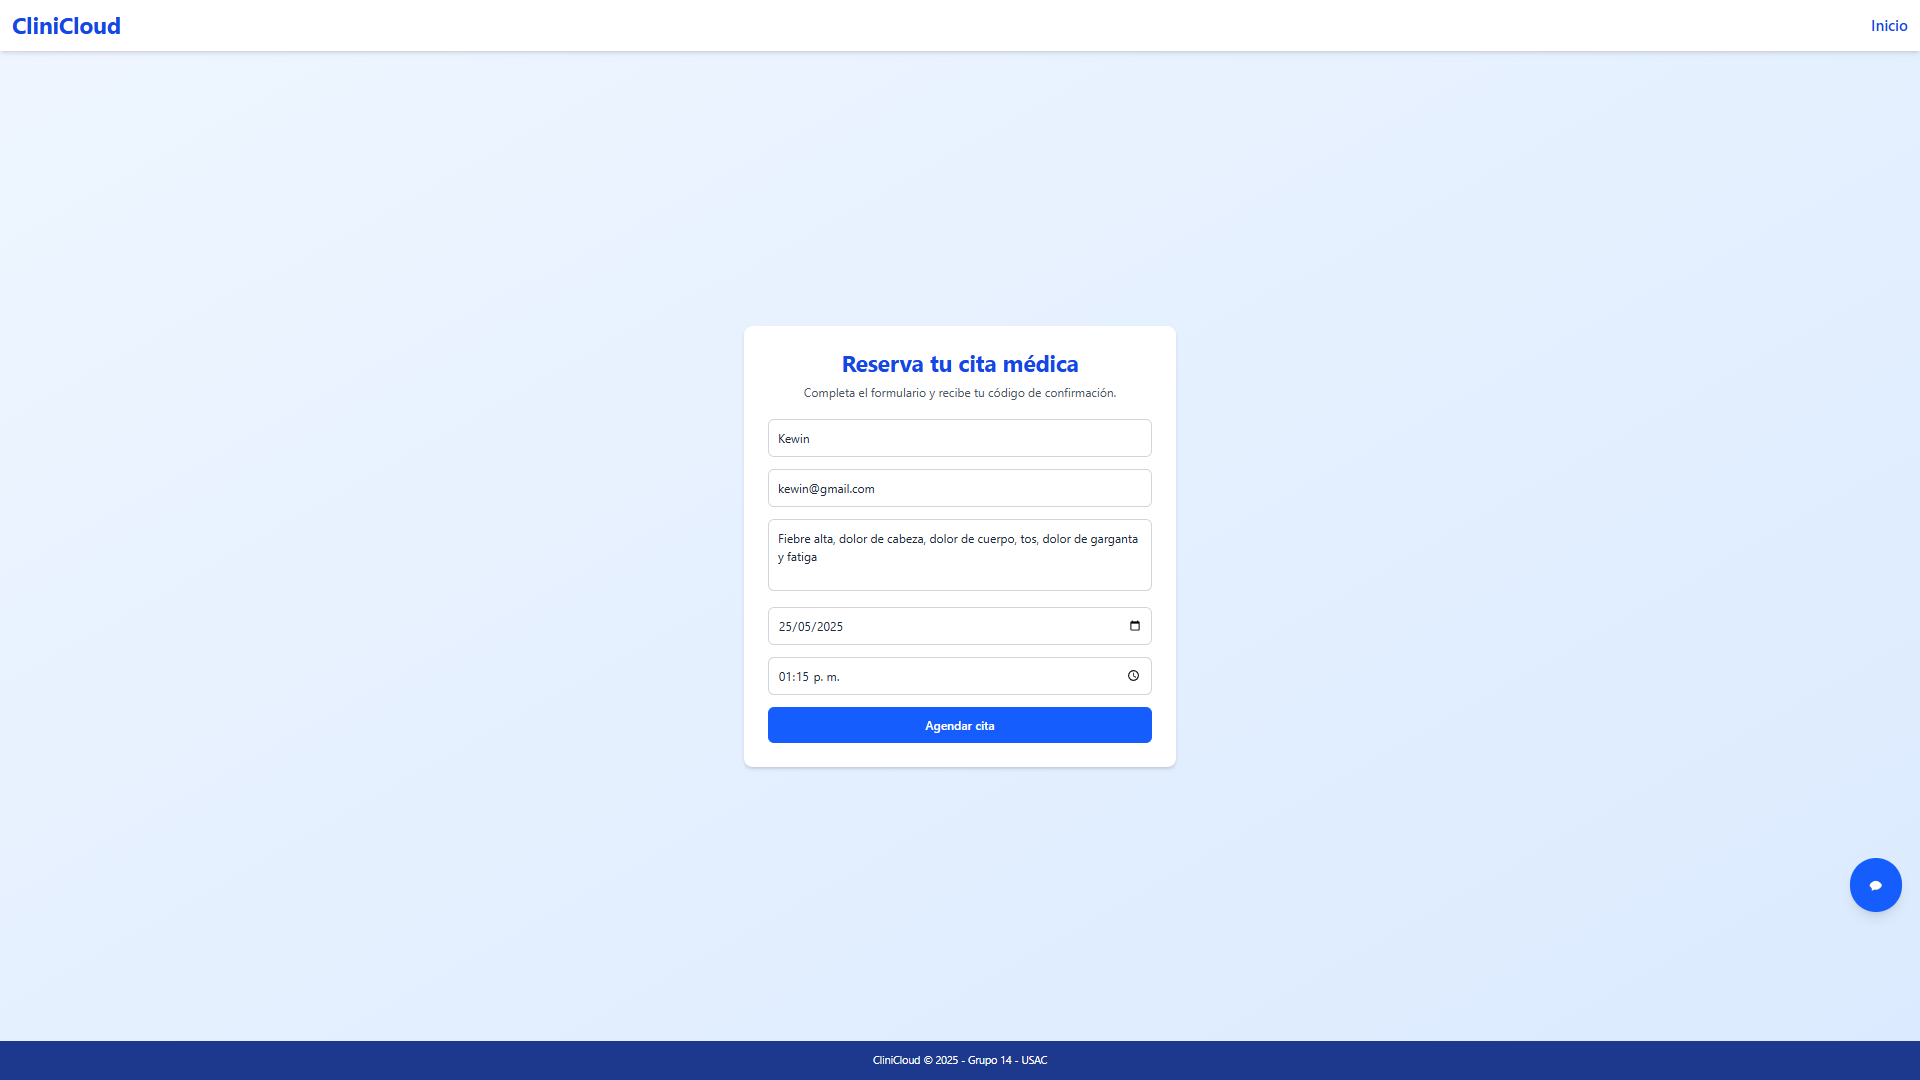 CliniCloud
Inicio
Reserva tu cita médica
Completa el formulario y recibe tu código de confirmación.
Kewin
kewin@gmail.com
Fiebre alta, dolor de cabeza, dolor de cuerpo, tos, dolor de garganta
y fatiga
25/05/2025
01:15 p. m.
Agendar cita
CliniCloud © 2025 - Grupo 14 - USAC